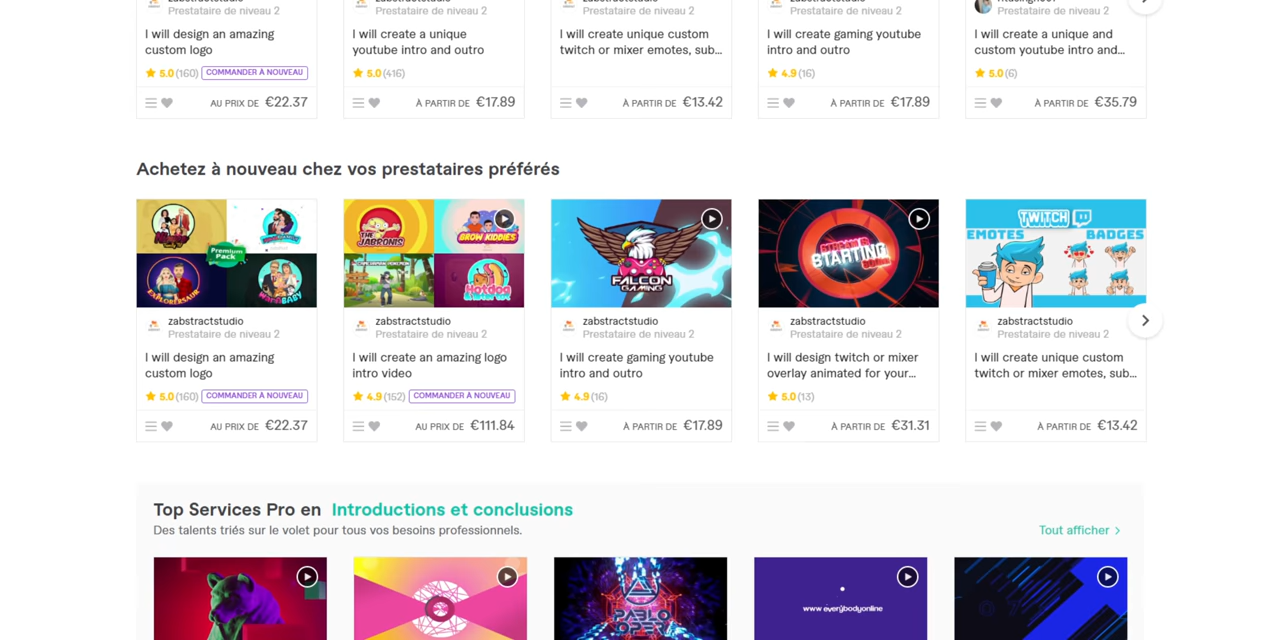 Prestataire de niveau 2
Prestataire de niveau 2
Prestataire de niveau 2
Prestataire de niveau 2
Prestataire de niveau 2
I will design an amazing
custom logo
I will create a unique
youtube intro and outro
I will create unique custom
twitch or mixer emotes, sub...
I will create gaming youtube
intro and outro
I will create a unique and
custom youtube intro and...
5.0 (160) COMMANDER À NOUVEAU
5.0 (416)
4.9 (16)
5.0 (6)
AU PRIX DE €22.37
À PARTIR DE €17.89
À PARTIR DE €13.42
À PARTIR DE €17.89
À PARTIR DE €35.79
Achetez à nouveau chez vos prestataires préférés
Premium
Pack
THE
JABRONIS
GROW KIDDIES
Hotdog
FALCON
GAMING
STREAM IS
STARTING
TWITCH
EMOTES
BADGES
zabstractstudio
Prestataire de niveau 2
zabstractstudio
Prestataire de niveau 2
zabstractstudio
Prestataire de niveau 2
zabstractstudio
Prestataire de niveau 2
zabstractstudio
Prestataire de niveau 2
I will design an amazing
custom logo
I will create an amazing logo
intro video
I will create gaming youtube
intro and outro
I will design twitch or mixer
overlay animated for your...
I will create unique custom
twitch or mixer emotes, sub...
5.0 (160) COMMANDER À NOUVEAU
4.9 (152) COMMANDER À NOUVEAU
4.9 (16)
5.0 (13)
AU PRIX DE €22.37
AU PRIX DE €111.84
À PARTIR DE €17.89
À PARTIR DE €31.31
À PARTIR DE €13.42
Top Services Pro en Introductions et conclusions
Des talents triés sur le volet pour tous vos besoins professionnels.
Tout afficher
PABLO
www everybodyonline